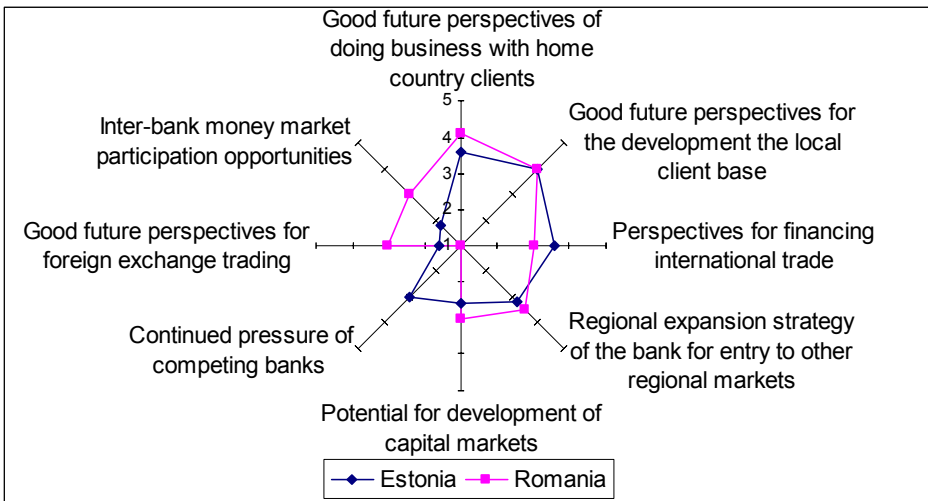 Good future perspectives of
doing business with home
country clients
5
4
3
2
1
Good future perspectives for
the development the local
client base
Perspectives for financing
international trade
Regional expansion strategy
of the bank for entry to other
regional markets
Potential for development of
capital markets
Continued pressure of
competing banks
Good future perspectives for
foreign exchange trading
Inter-bank money market
participation opportunities
Estonia
Romania